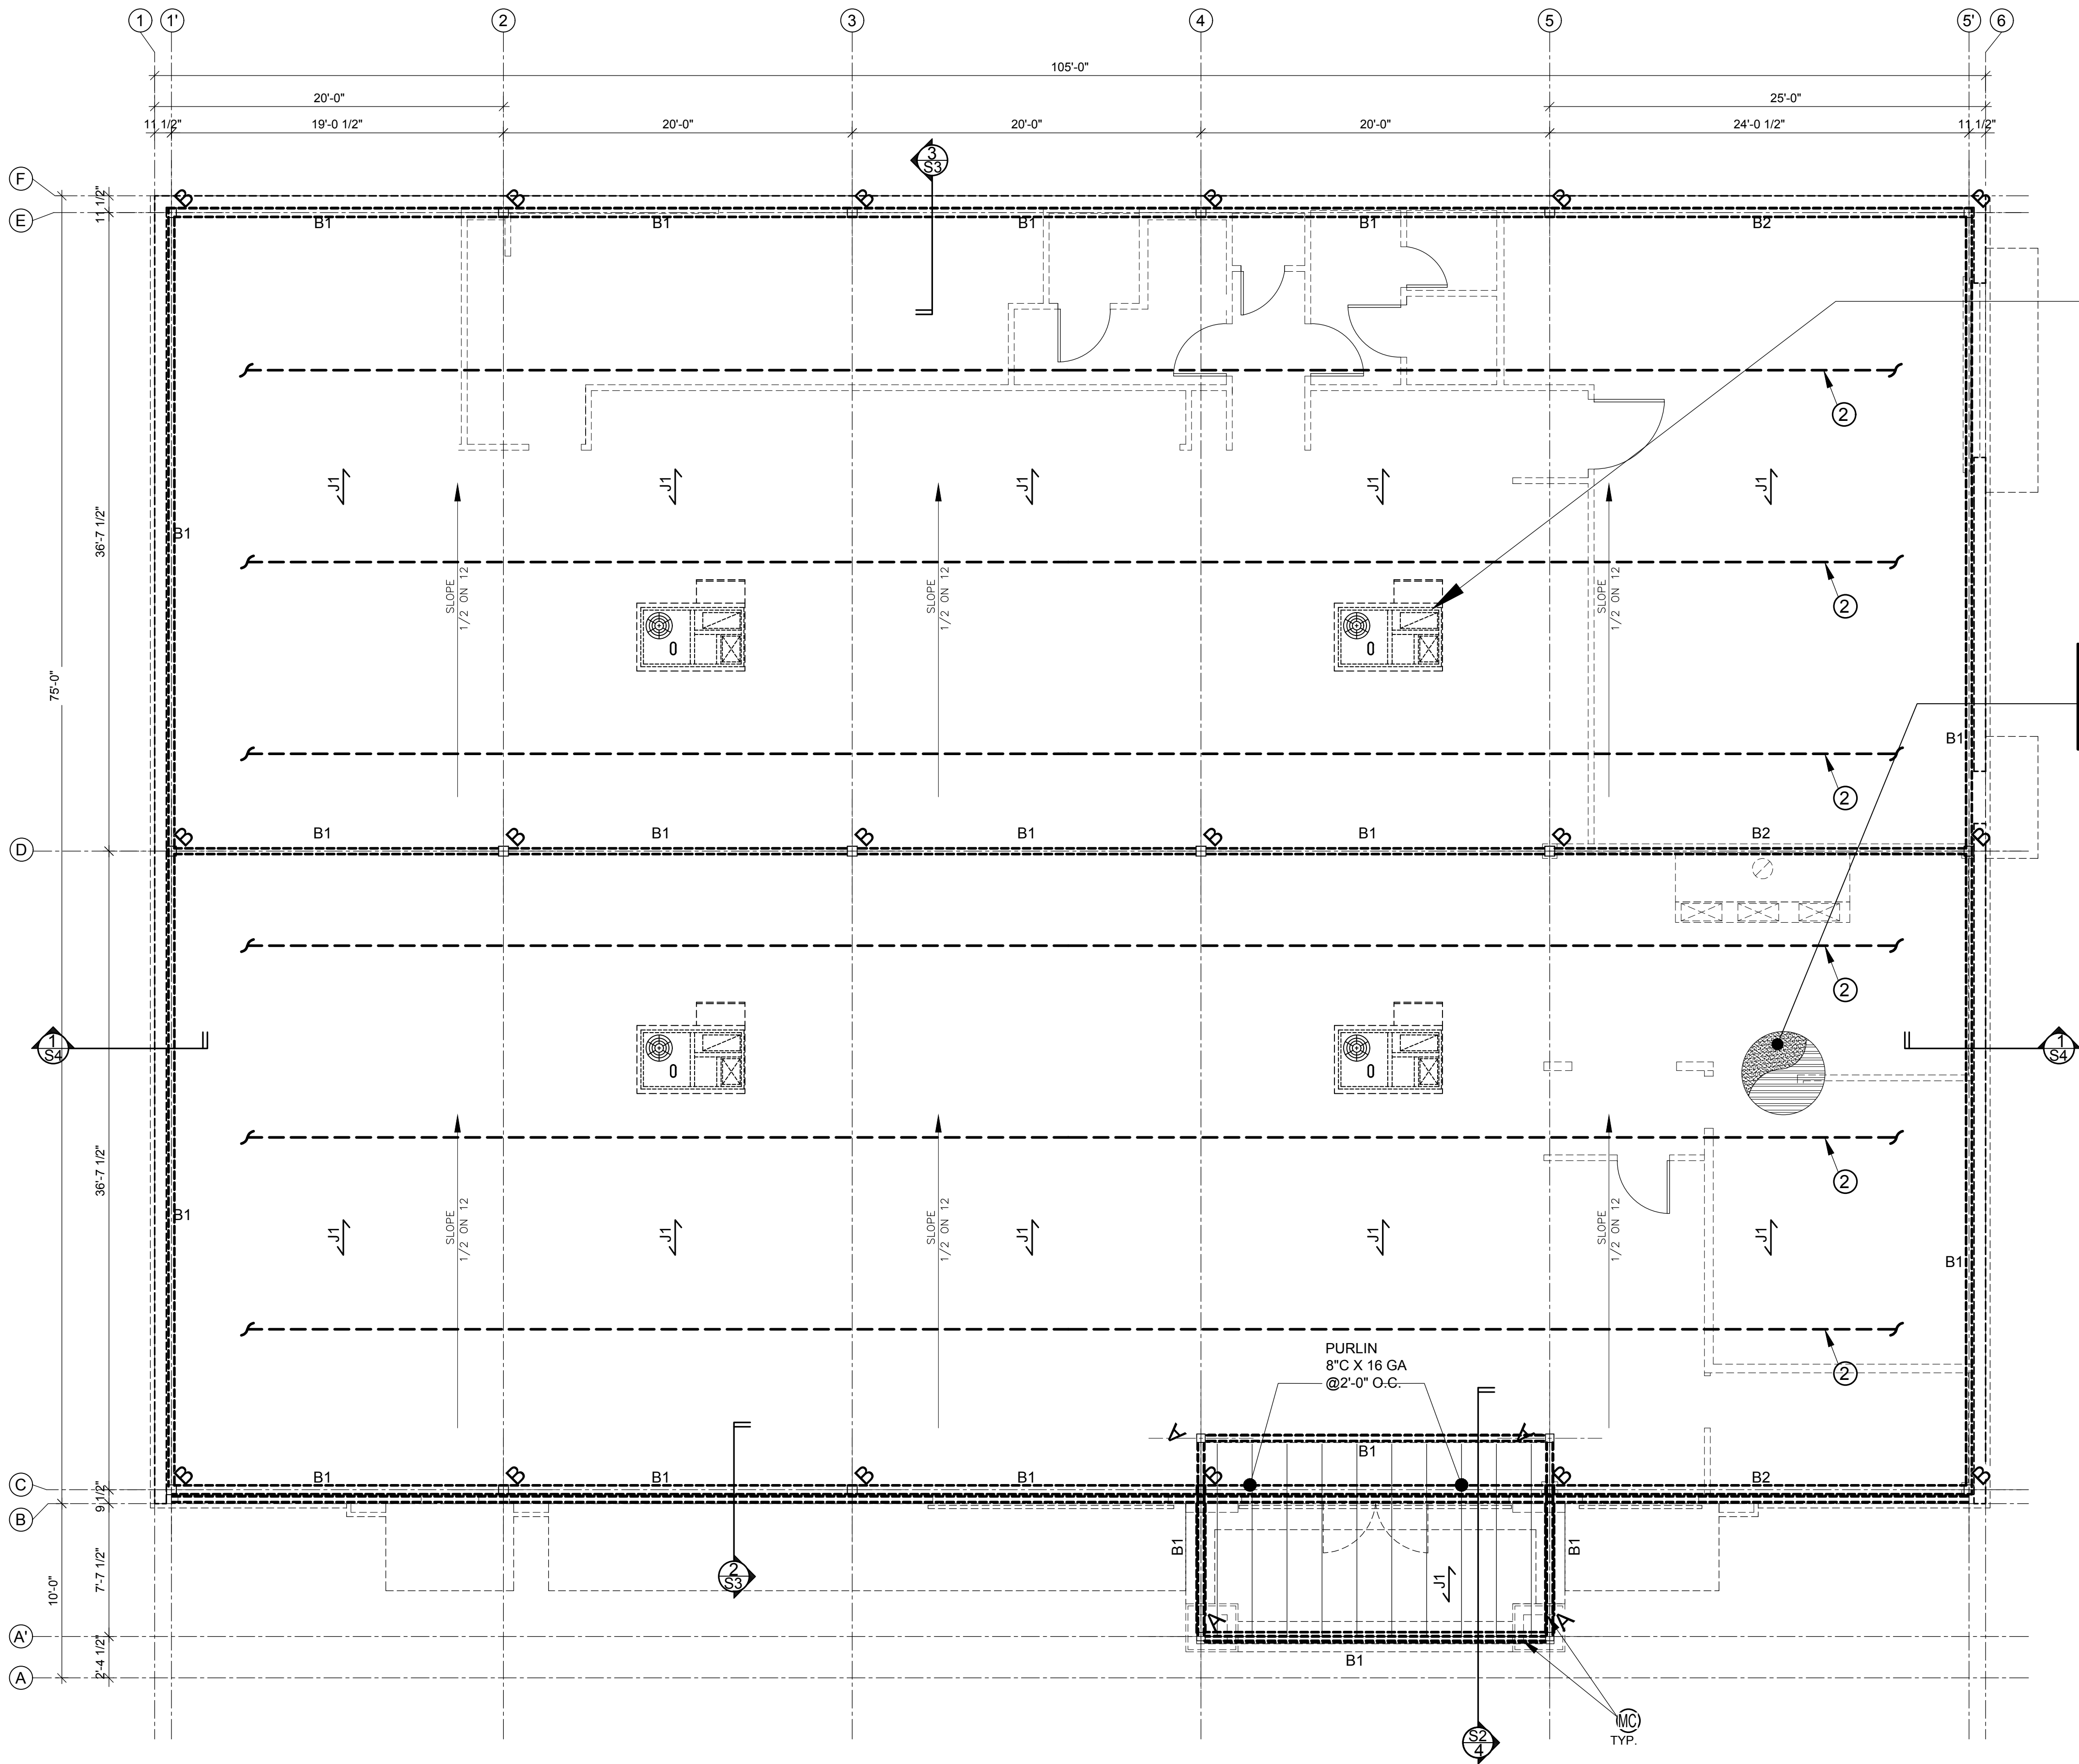 1 1' 2 3 4 5 5' 6
105'-0"
20'-0" 25'-0"
11 1/2" 19'-0 1/2" 20'-0" 20'-0" 20'-0" 24'-0 1/2" 11 1/2"
3
S3
F
11 1/2"
B B B B B B
E
B1 B1 B1 B1 B2
2
J1 J1 J1 J1 J1
36'-7 1/2"
B1
SLOPE
1/2 ON 12
SLOPE
1/2 ON 12
SLOPE
1/2 ON 12
2
0 0
75'-0"
B1
2
B B B B B B
D
B1 B1 B1 B1 B2
2
1
S4
1
S4
0 0
36'-7 1/2"
2
B1
SLOPE
1/2 ON 12
SLOPE
1/2 ON 12
SLOPE
1/2 ON 12
J1 J1 J1 J1 J1
B1
PURLIN
8"C X 16 GA
@2'-0" O.C.
2
A A
B1
B B B B B B
C
B1 B1 B1 B2
9 1/2"
B
B1 B1
7'-7 1/2"
10'-0"
2
S3
J1
A A
A'
B1
2'-4 1/2"
A
MC
TYP.
S2
4